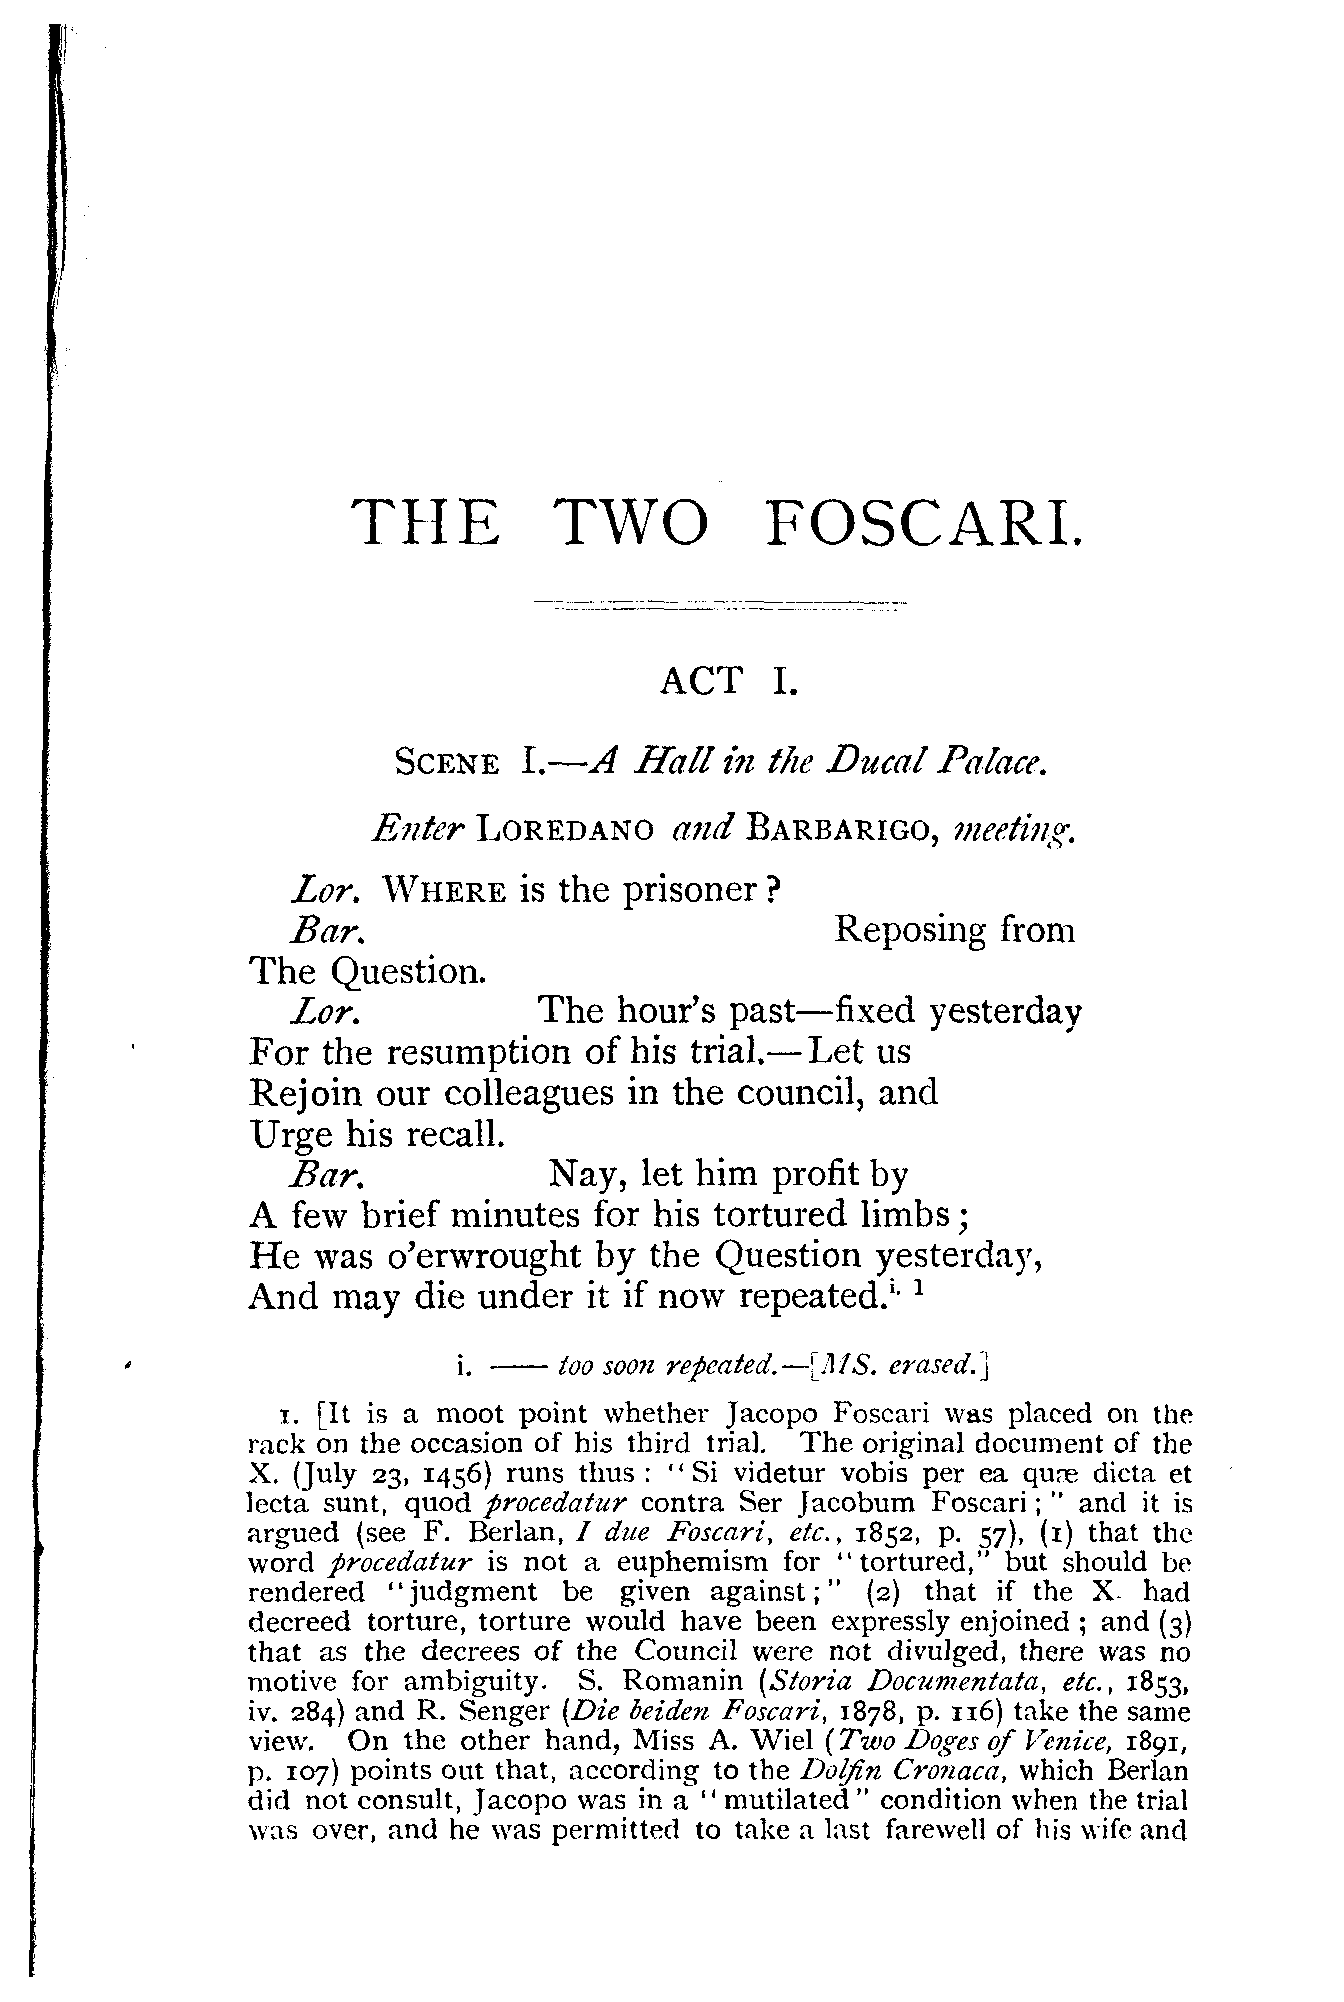 THE TWO FOSCARI.
ACT I.
SCENE I.—A Hall in the Ducal Palace.
Enter LOREDANO and BARBARIGO, meeting.
Lor. WHERE is the prisoner?
Bar. Reposing from
The Question.
Lor. The hour's past—fixed yesterday
For the resumption of his trial.—Let us
Rejoin our colleagues in the council, and
Urge his recall.
Bar. Nay, let him profit by
A few brief minutes for his tortured limbs;
He was o'erwrought by the Question yesterday,
And may die under it if now repeated.i. 1
i. —— too soon repeated.—[MS. erased.]
1. [It is a moot point whether Jacopo Foscari was placed on the
rack on the occasion of his third trial. The original document of the
X. (July 23, 1456) runs thus: "Si videtur vobis per ea quæ dicta et
lecta sunt, quod procedatur contra Ser Jacobum Foscari;" and it is
argued (see F. Berlan, I due Foscari, etc., 1852, p. 57), (1) that the
word procedatur is not a euphemism for "tortured," but should be
rendered "judgment be given against;" (2) that if the X. had
decreed torture, torture would have been expressly enjoined; and (3)
that as the decrees of the Council were not divulged, there was no
motive for ambiguity. S. Romanin (Storia Documentata, etc., 1853,
iv. 284) and R. Senger (Die beiden Foscari, 1878, p. 116) take the same
view. On the other hand, Miss A. Wiel (Two Doges of Venice, 1891,
p. 107) points out that, according to the Dolfin Cronaca, which Berlan
did not consult, Jacopo was in a "mutilated" condition when the trial
was over, and he was permitted to take a last farewell of his wife and